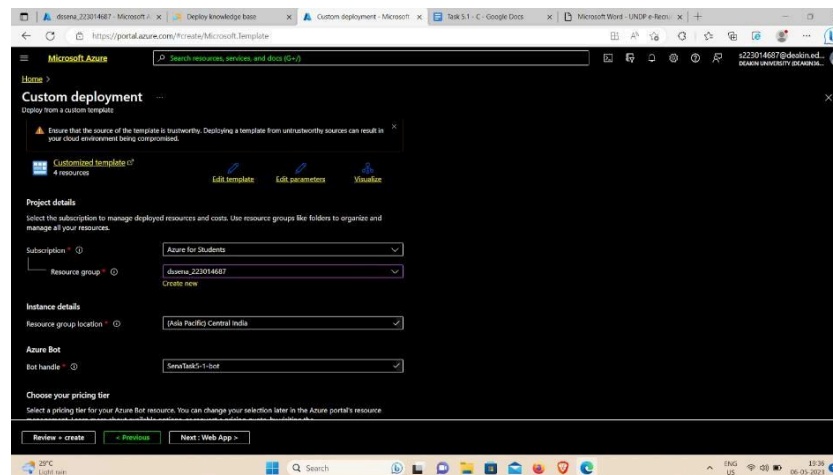 dssena_223014687 - Microsoft A
Deploy knowledge base
Custom deployment - Microsoft
Task 5.1 - C - Google Docs
Microsoft Word - UNDP e-Recru
https://portal.azure.com/#create/Microsoft.Template
Microsoft Azure
Search resources, services, and docs (G+/)
s223014687@deakin.ed...
DEAKIN UNIVERSITY (DEAKIN36...
Home >
Custom deployment ...
Deploy from a custom template
Ensure that the source of the template is trustworthy. Deploying a template from untrustworthy sources can result in
your cloud environment being compromised.
Customized template
4 resources
Edit template
Edit parameters
Visualize
Project details
Select the subscription to manage deployed resources and costs. Use resource groups like folders to organize and
manage all your resources.
Subscription *
Azure for Students
Resource group *
dssena_223014687
Create new
Instance details
Resource group location *
(Asia Pacific) Central India
Azure Bot
Bot handle *
SenaTask5-1-bot
Choose your pricing tier
Select a pricing tier for your Azure Bot resource. You can change your selection later in the Azure portal's resource
Review + create
< Previous
Next : Web App >
29°C
Light rain
Search
ENG
US
06-05-2023